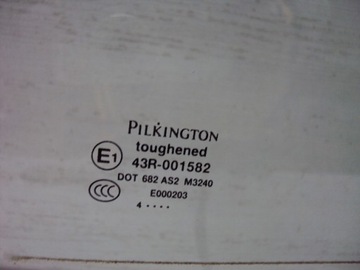 PILKINGTON
toughened
E1 43R-001582
DOT 682 AS2 M3240
CCC E000203
4 ····